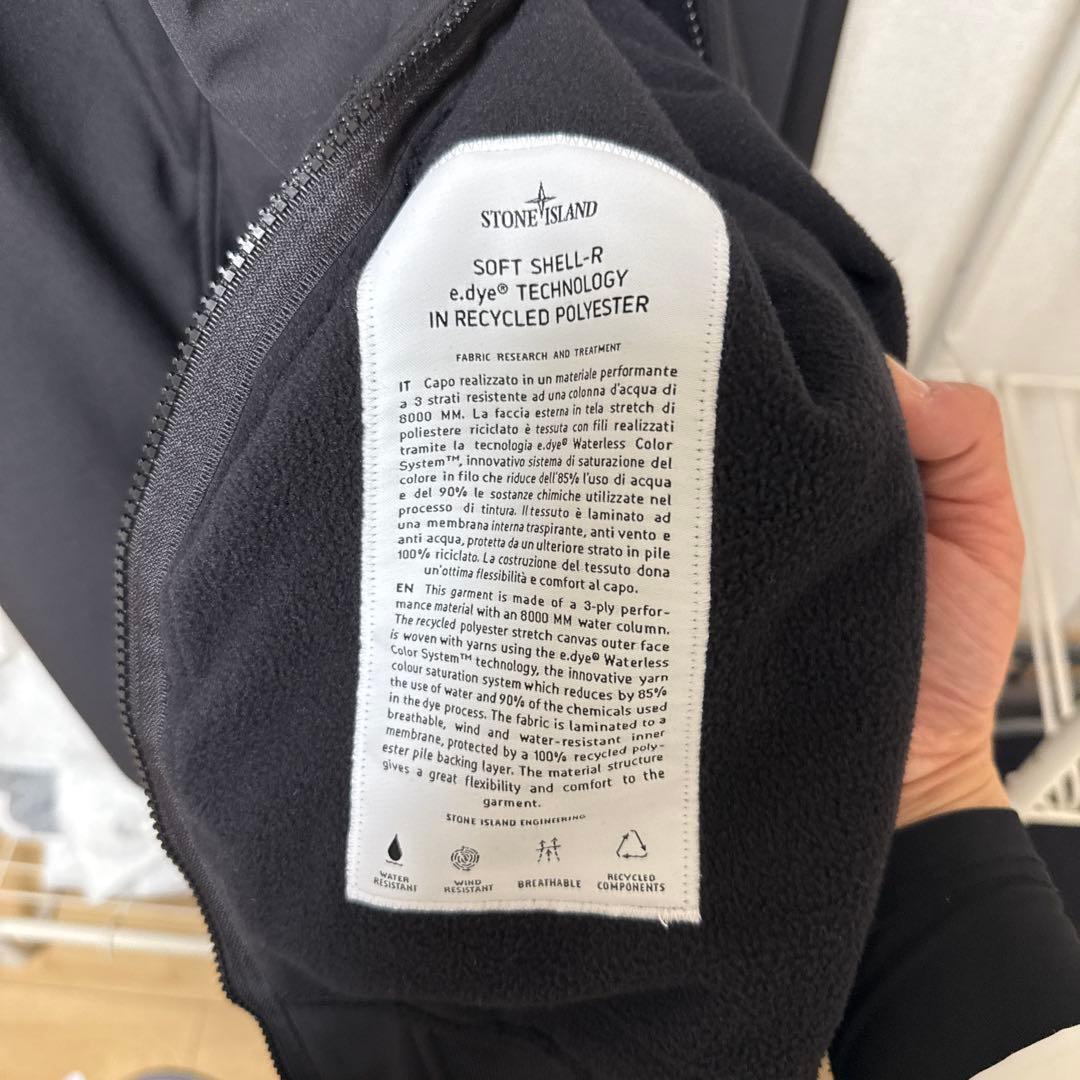 STONE ISLAND
SOFT SHELL-R
e.dye® TECHNOLOGY
IN RECYCLED POLYESTER
FABRIC RESEARCH AND TREATMENT
IT Capo realizzato in un materiale performante
a 3 strati resistente ad una colonna d'acqua di
8000 MM. La faccia esterna in tela stretch di
poliestere riciclato è tessuta con fili realizzati
tramite la tecnologia e.dye® Waterless Color
System™, innovativo sistema di saturazione del
colore in filo che riduce dell'85% l'uso di acqua
e del 90% le sostanze chimiche utilizzate nel
processo di tintura. Il tessuto è laminato ad
una membrana interna traspirante, anti vento e
anti acqua, protetta da un ulteriore strato in pile
100% riciclato. La costruzione del tessuto dona
un'ottima flessibilità e comfort al capo.
EN This garment is made of a 3-ply perfor-
mance material with an 8000 MM water column.
The recycled polyester stretch canvas outer face
is woven with yarns using the e.dye® Waterless
Color System™ technology, the innovative yarn
colour saturation system which reduces by 85%
the use of water and 90% of the chemicals used
in the dye process. The fabric is laminated to a
breathable, wind and water-resistant inner
membrane, protected by a 100% recycled poly-
ester pile backing layer. The material structure
gives a great flexibility and comfort to the
garment.
STONE ISLAND ENGINEERING
WATER RESISTANT
WIND RESISTANT
BREATHABLE
RECYCLED COMPONENTS